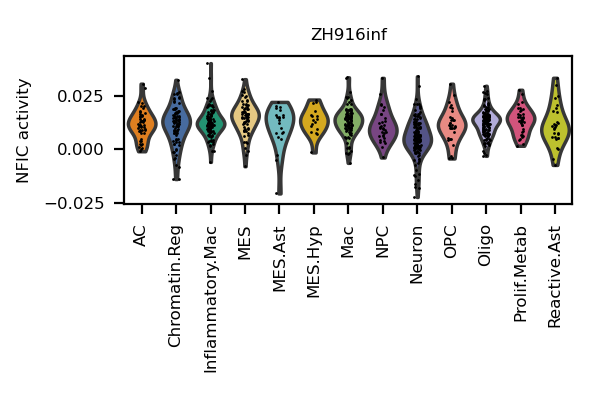 ZH916inf
NFIC activity
0.025
0.000
−0.025
AC
Chromatin.Reg
Inflammatory.Mac
MES
MES.Ast
MES.Hyp
Mac
NPC
Neuron
OPC
Oligo
Prolif.Metab
Reactive.Ast